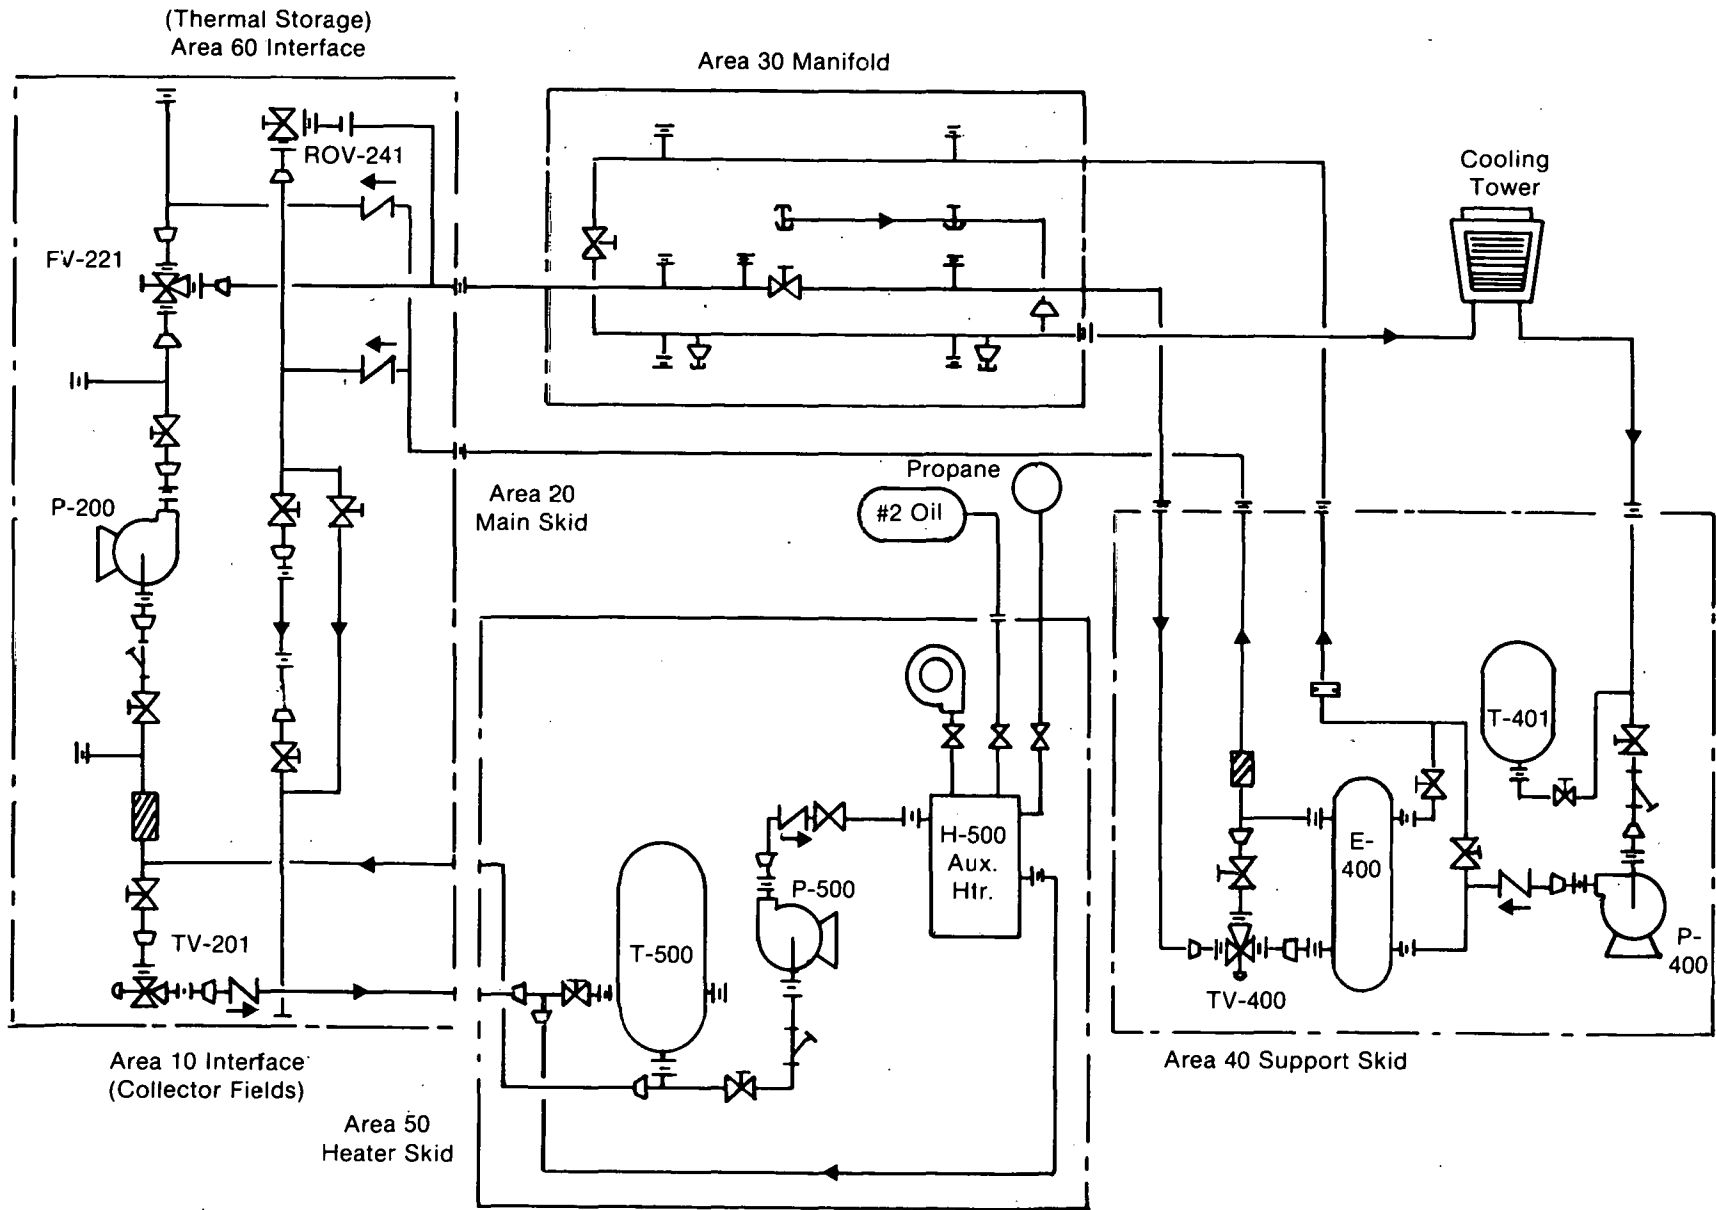 (Thermal Storage)
Area 60 Interface
Area 30 Manifold
ROV-241
Cooling
Tower
FV-221
Propane
#2 Oil
Area 20
Main Skid
P-200
T-401
H-500
Aux.
Htr.
E-
400
P-500
TV-201
T-500
P-
400
TV-400
Area 10 Interface
(Collector Fields)
Area 40 Support Skid
Area 50
Heater Skid